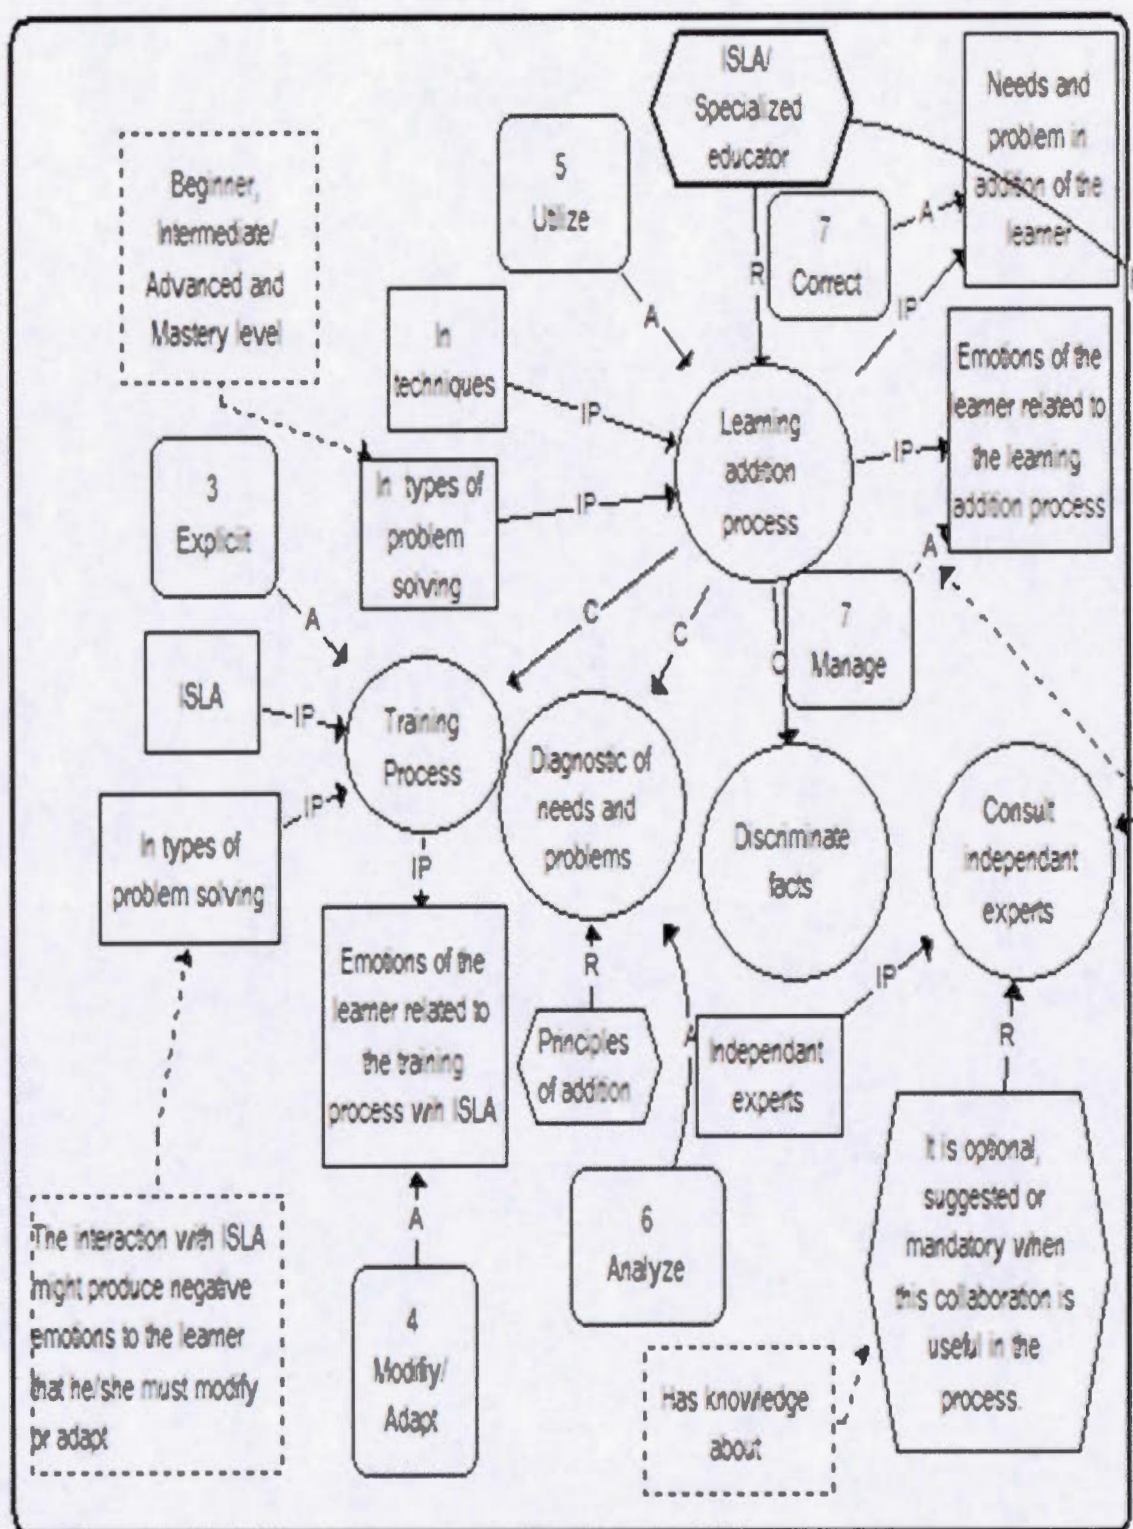 ISLA/
Specialized
educator
Needs and
problem in
addition of the
learner
5
Utilize
Beginner,
Intermediate/
Advanced and
Mastery level
7
Correct
A
R
A
IP
In
techniques
IP
Learning
addition
process
IP
Emotions of the
learner related to
the learning
addition process
3
Expliciit
In types of
problem
solving
IP
A
A
C
C
C
7
Manage
ISLA
IP
Training
Process
Diagnostic of
needs and
problems
Discriminate
facts
Consult
independant
experts
In types of
problem solving
IP
IP
Emotions of the
learner related to
the training
process wih ISLA
R
Principles
of addition
A
Independant
experts
IP
R
It is optional,
suggested or
mandatory when
this collaboration is
useful in the
process.
The interaction with ISLA
might produce negative
emotions to the learner
that he/she must modify
or adapt
A
4
Modifiy/
Adapt
6
Analyze
Has knowledge
about